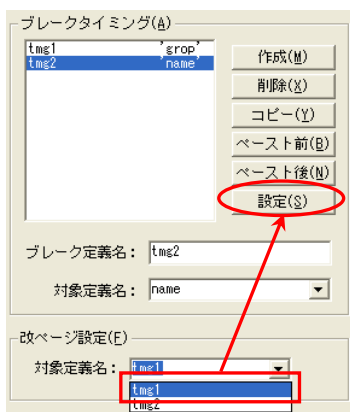 ブレークタイミング(A)
tmg1 'grop'
tmg2 'name'
作成(M)
削除(X)
コピー(Y)
ペースト前(B)
ペースト後(N)
設定(S)
ブレーク定義名： tmg2
対象定義名： name
改ページ設定(F)
対象定義名： tmg1
tmg1
tmg2